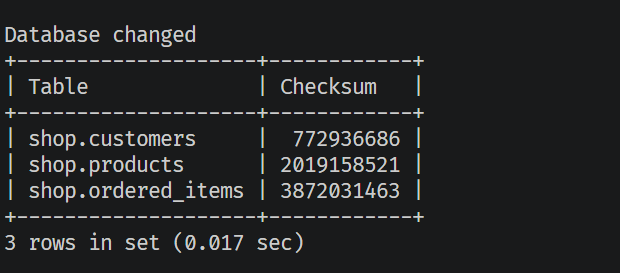 Database changed
+--------------------+------------+
| Table              | Checksum   |
+--------------------+------------+
| shop.customers     |  772936686 |
| shop.products      | 2019158521 |
| shop.ordered_items | 3872031463 |
+--------------------+------------+
3 rows in set (0.017 sec)